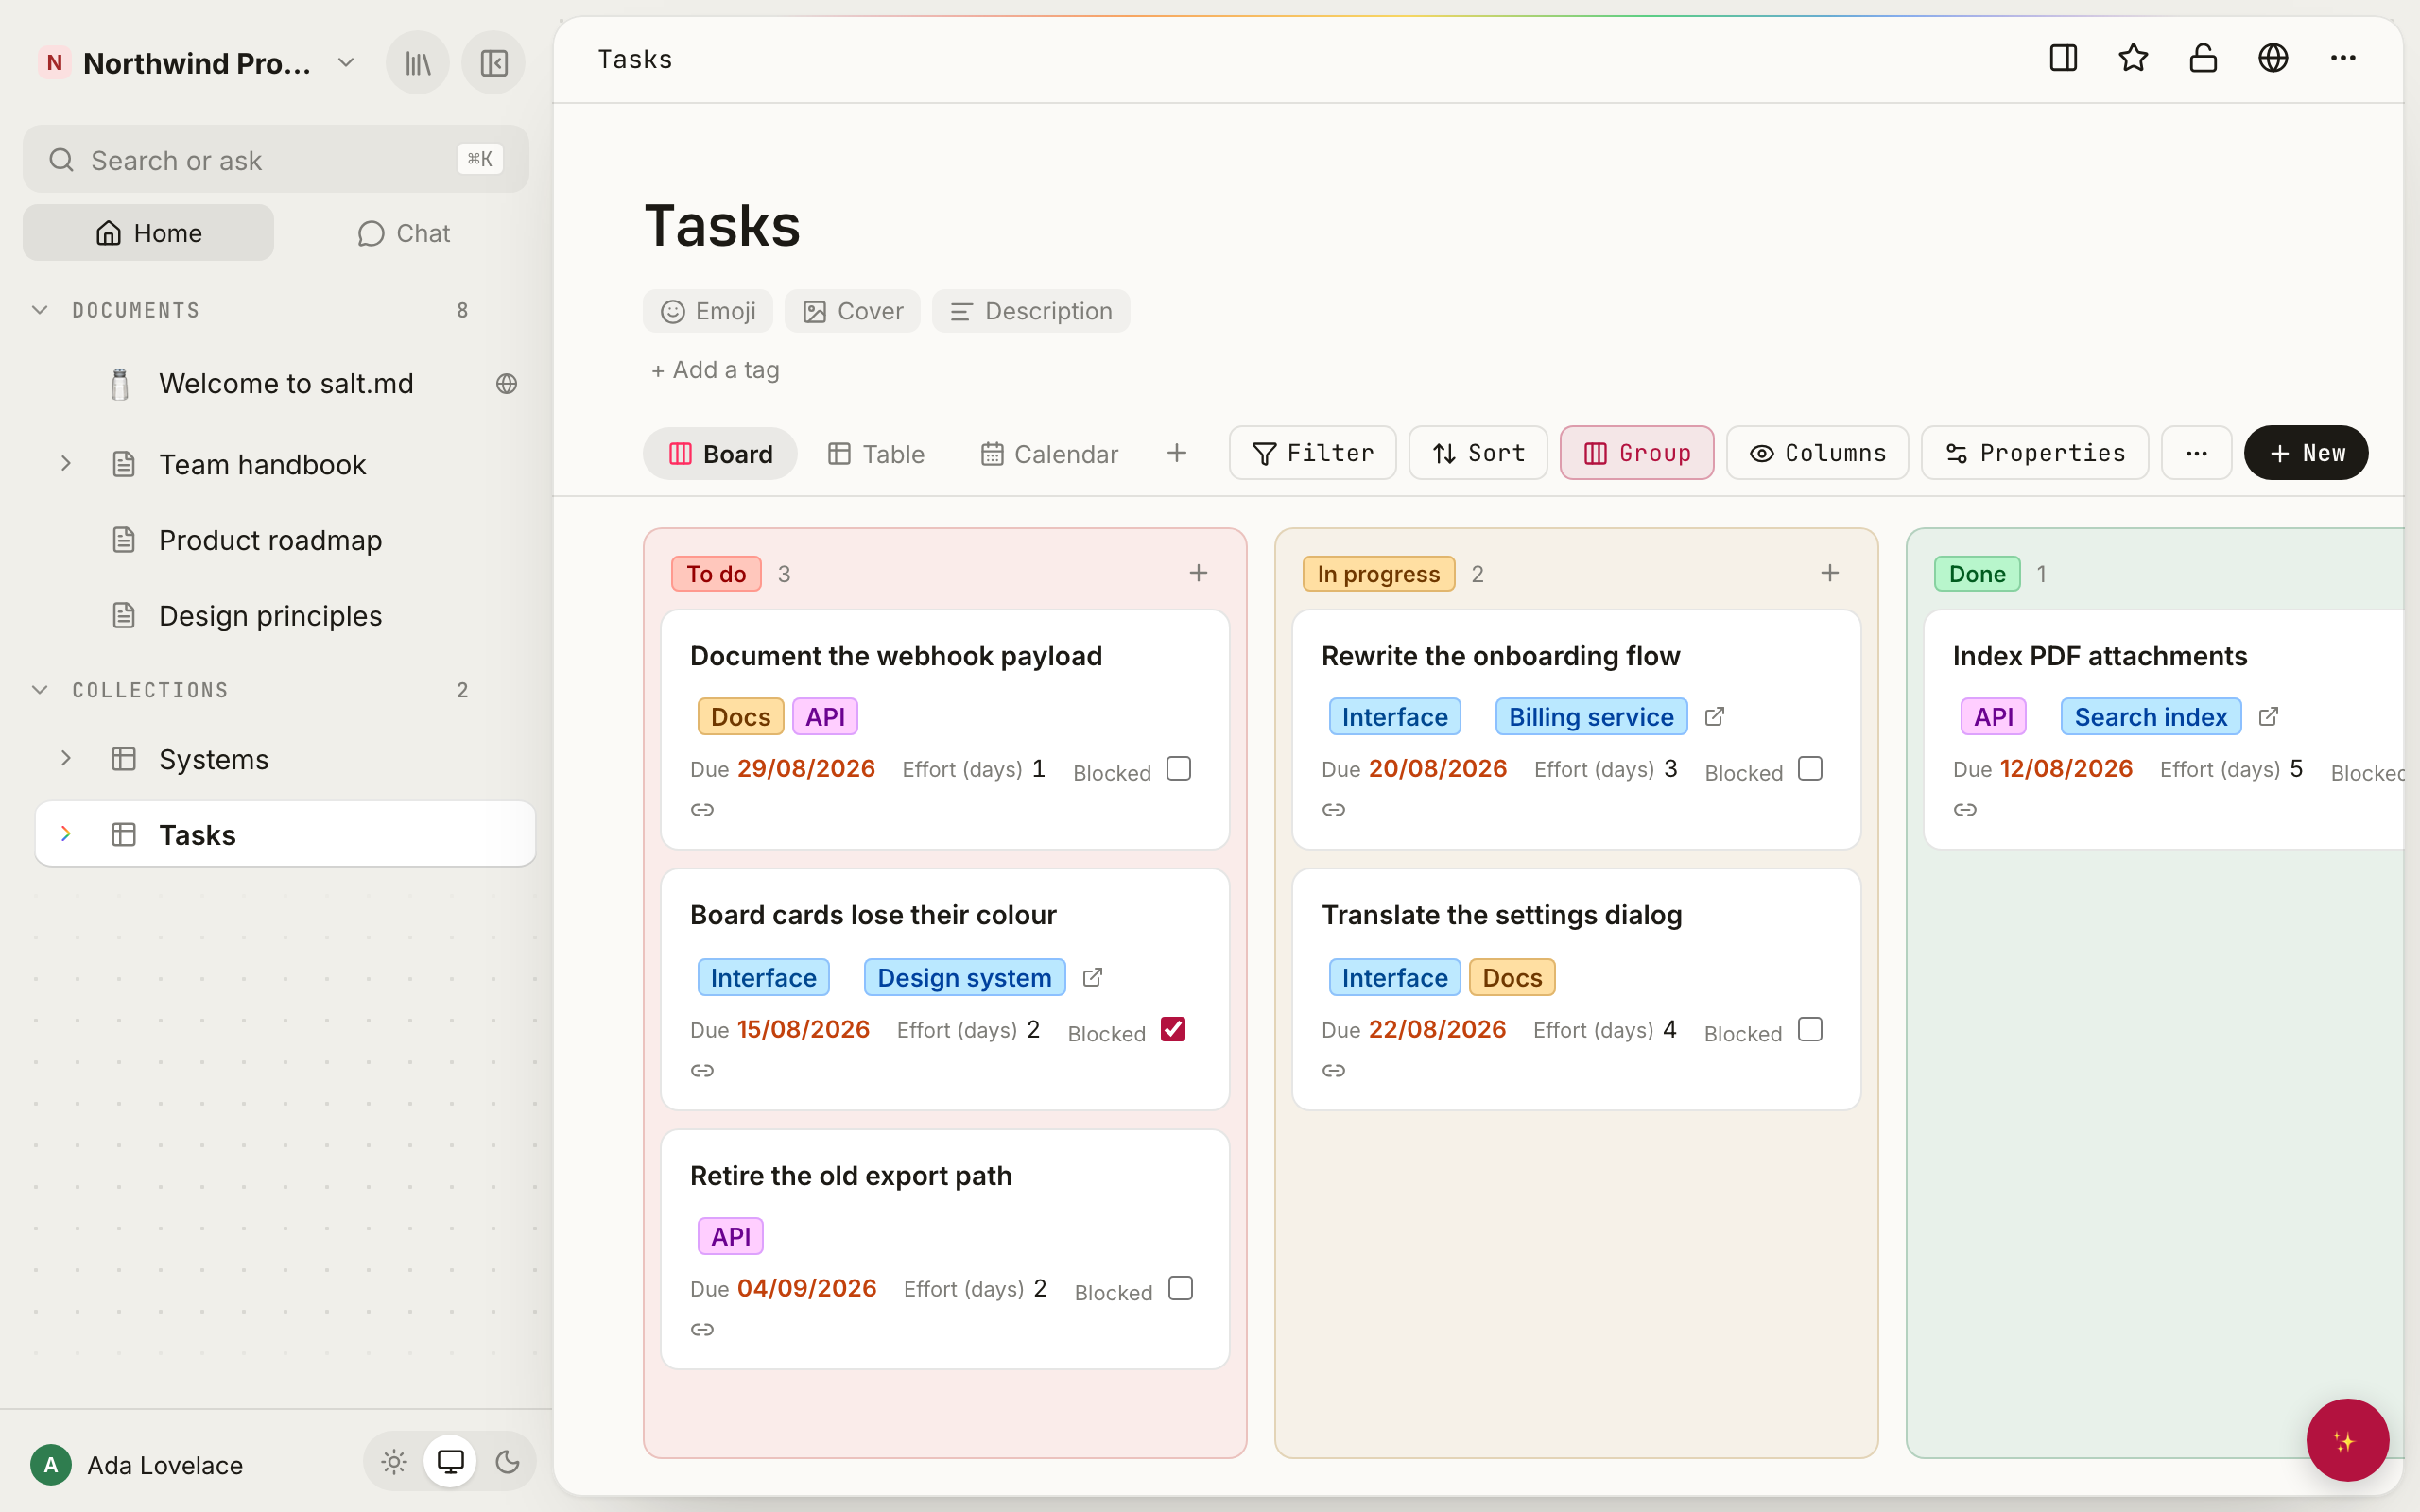 N Northwind Pro...
Search or ask ⌘K
Home Chat
DOCUMENTS 8
Welcome to salt.md
Team handbook
Product roadmap
Design principles
COLLECTIONS 2
Systems
Tasks
A Ada Lovelace
Tasks
Tasks
Emoji Cover Description
+ Add a tag
Board Table Calendar + Filter Sort Group Columns Properties ... + New
To do 3 +
Document the webhook payload
Docs API
Due 29/08/2026 Effort (days) 1 Blocked
Board cards lose their colour
Interface Design system
Due 15/08/2026 Effort (days) 2 Blocked
Retire the old export path
API
Due 04/09/2026 Effort (days) 2 Blocked
In progress 2 +
Rewrite the onboarding flow
Interface Billing service
Due 20/08/2026 Effort (days) 3 Blocked
Translate the settings dialog
Interface Docs
Due 22/08/2026 Effort (days) 4 Blocked
Done 1
Index PDF attachments
API Search index
Due 12/08/2026 Effort (days) 5 Blocked